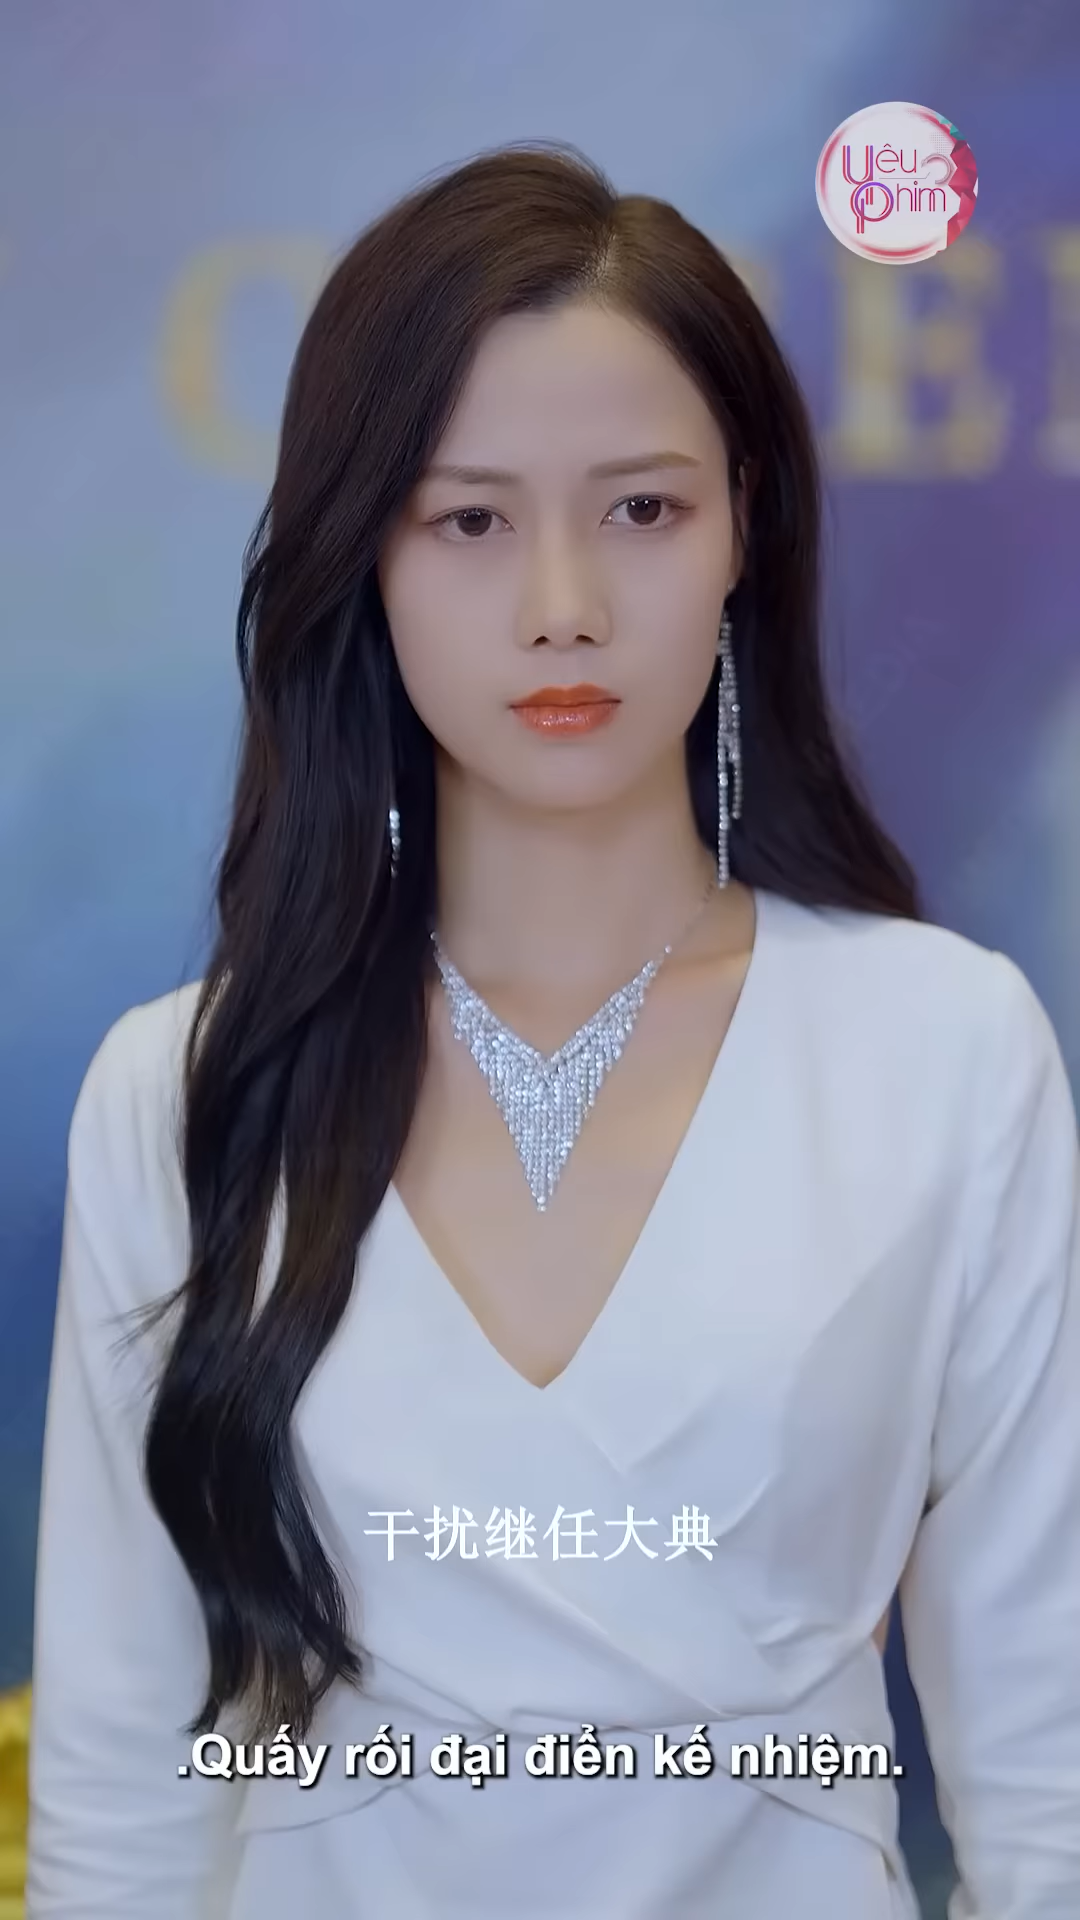 Yêu
Phim
干扰继任大典
.Quấy rối đại điển kế nhiệm.